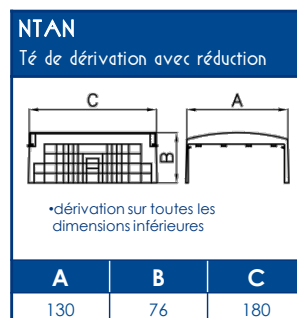 NTAN
Té de dérivation avec réduction
C
A
B
•dérivation sur toutes les
dimensions inférieures
A B C
130 76 180